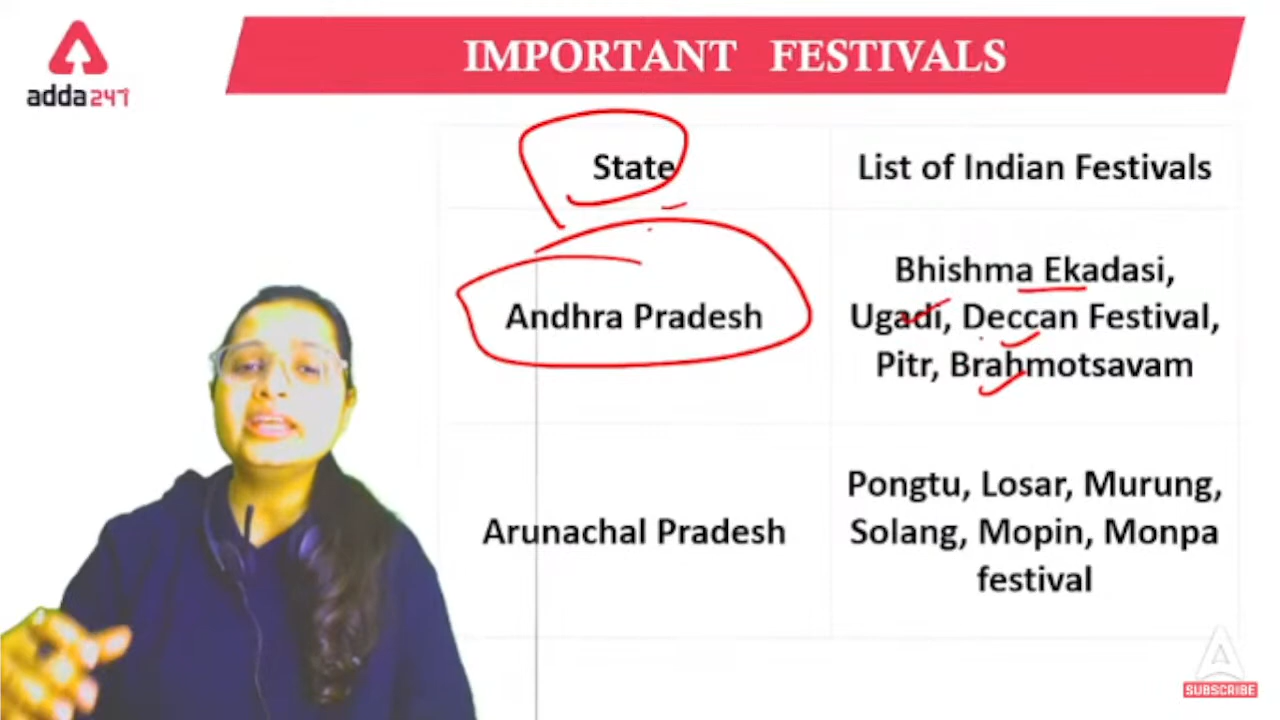 IMPORTANT FESTIVALS
adda247
State
List of Indian Festivals
Andhra Pradesh
Bhishma Ekadasi,
Ugadi, Deccan Festival,
Pitr, Brahmotsavam
Arunachal Pradesh
Pongtu, Losar, Murung,
Solang, Mopin, Monpa
festival
SUBSCRIBE